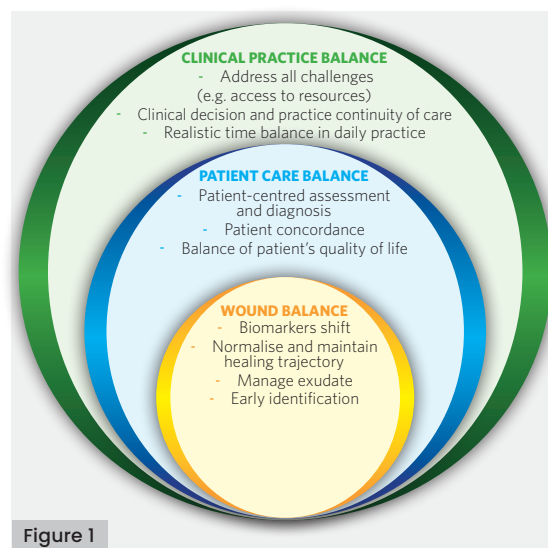 CLINICAL PRACTICE BALANCE
- Address all challenges
(e.g. access to resources)
- Clinical decision and practice continuity of care
- Realistic time balance in daily practice
PATIENT CARE BALANCE
- Patient-centred assessment
and diagnosis
- Patient concordance
- Balance of patient's quality of life
WOUND BALANCE
- Biomarkers shift
- Normalise and maintain
healing trajectory
- Manage exudate
- Early identification
Figure 1